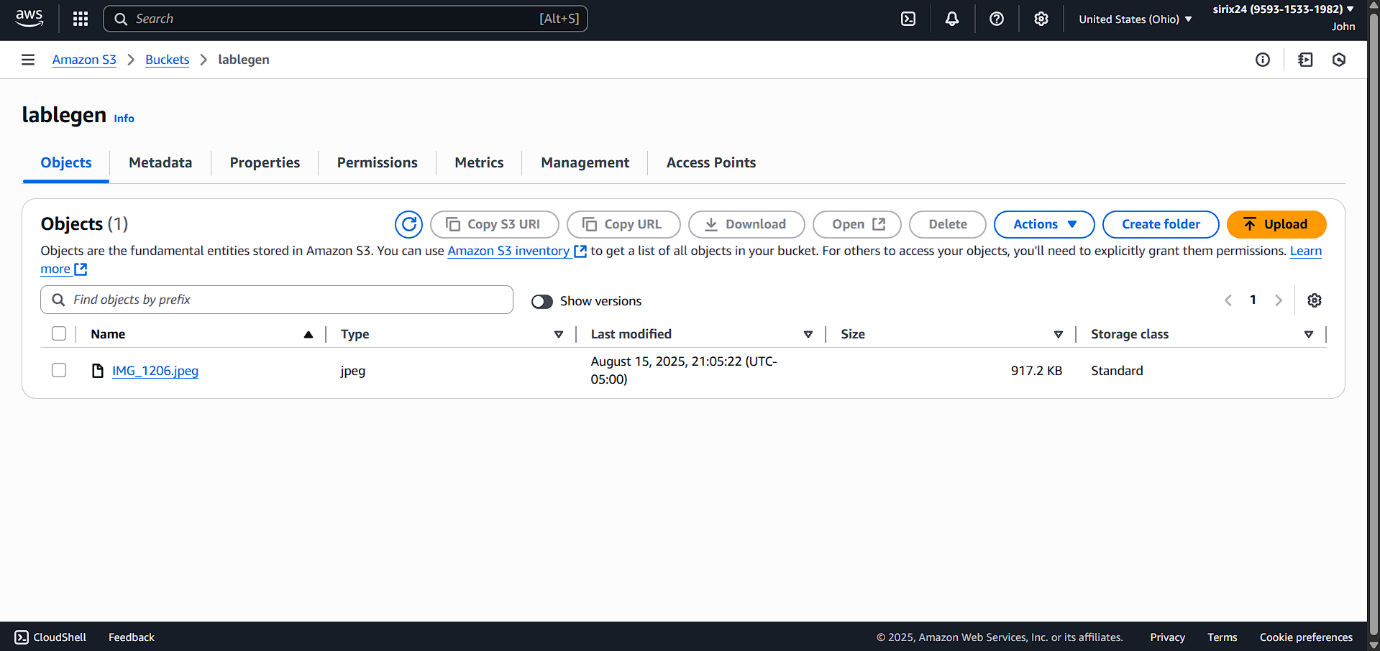 aws
Search [Alt+S]
United States (Ohio)
sirix24 (9593-1533-1982)
John
Amazon S3 > Buckets > lablegen
lablegen Info
Objects Metadata Properties Permissions Metrics Management Access Points
Objects (1)
Copy S3 URI Copy URL Download Open Delete Actions Create folder Upload
Objects are the fundamental entities stored in Amazon S3. You can use Amazon S3 inventory to get a list of all objects in your bucket. For others to access your objects, you'll need to explicitly grant them permissions. Learn
more
Find objects by prefix
Show versions
1
Name Type Last modified Size Storage class
IMG_1206.jpeg jpeg August 15, 2025, 21:05:22 (UTC- 917.2 KB Standard
05:00)
CloudShell Feedback © 2025, Amazon Web Services, Inc. or its affiliates. Privacy Terms Cookie preferences